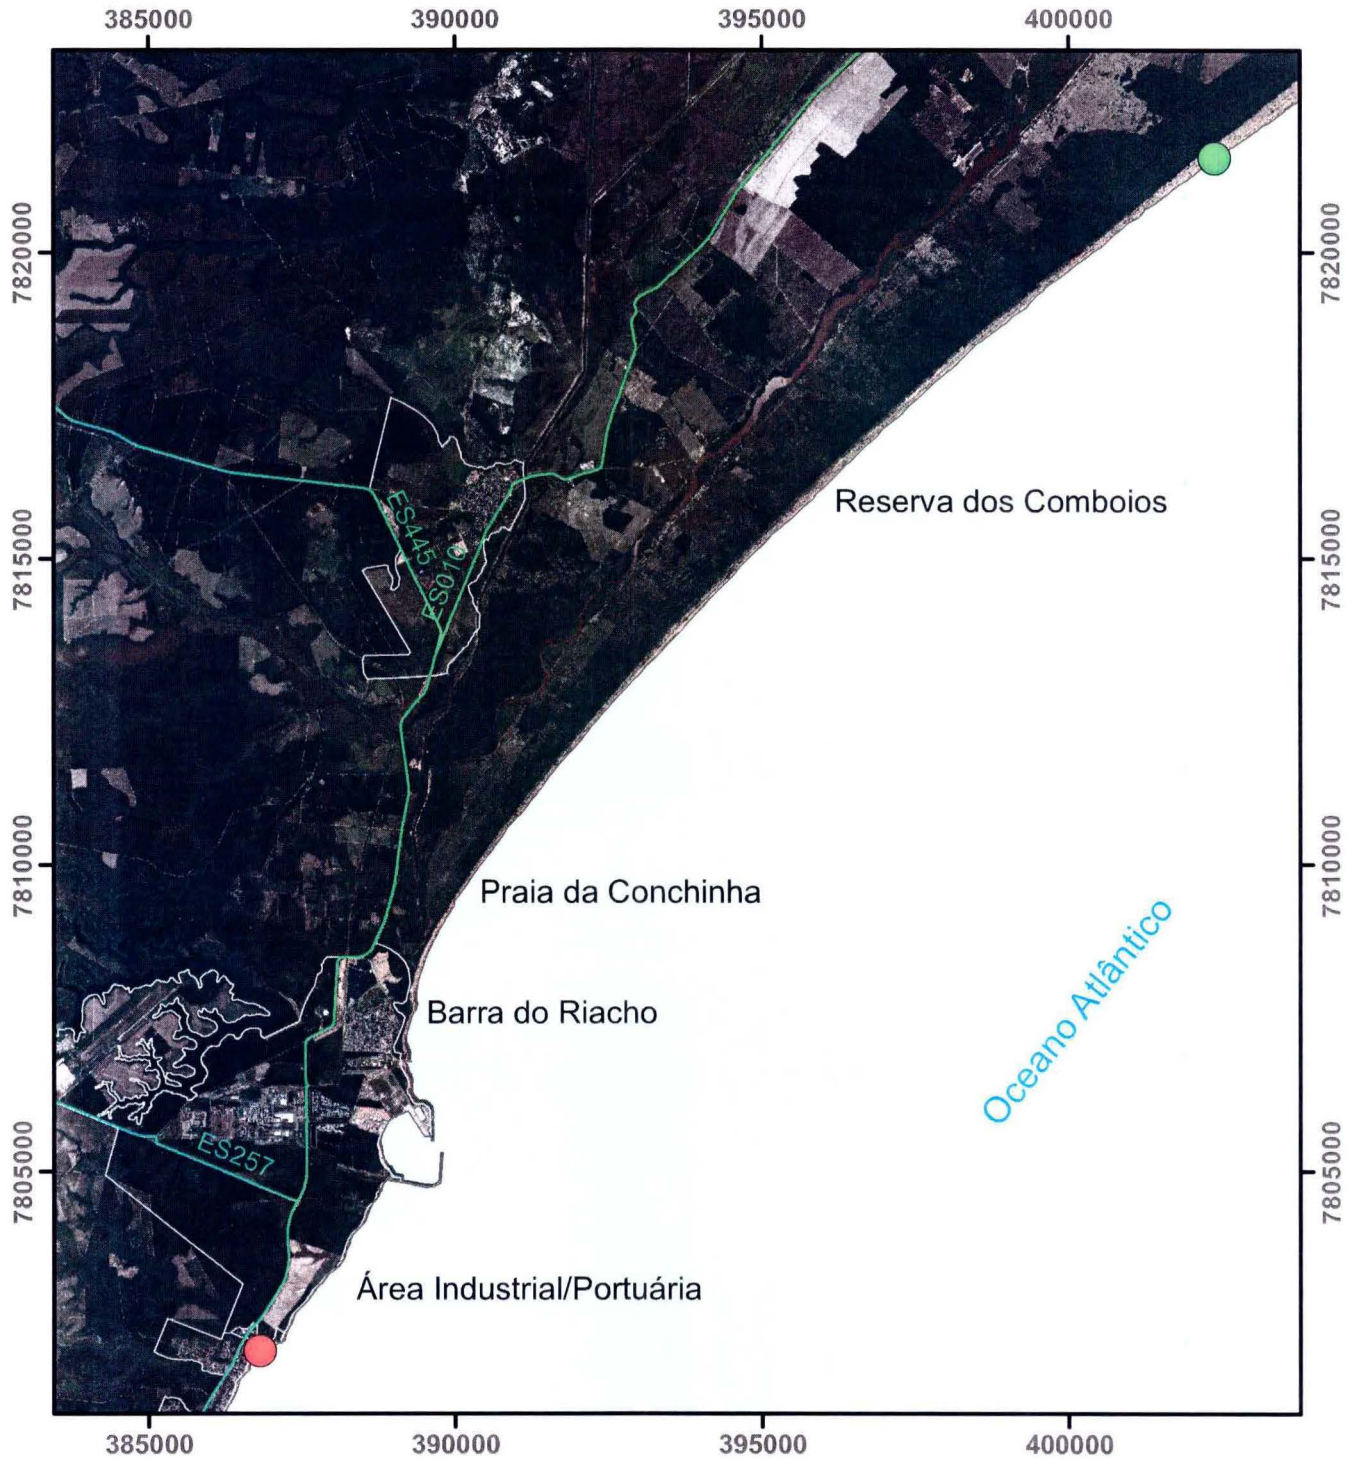 385000
390000
395000
400000
7820000
7820000
Reserva dos Comboios
ES445
ES010
7815000
7815000
7810000
7810000
Praia da Conchinha
Oceano Atlântico
Barra do Riacho
ES257
7805000
7805000
Área Industrial/Portuária
385000
390000
395000
400000